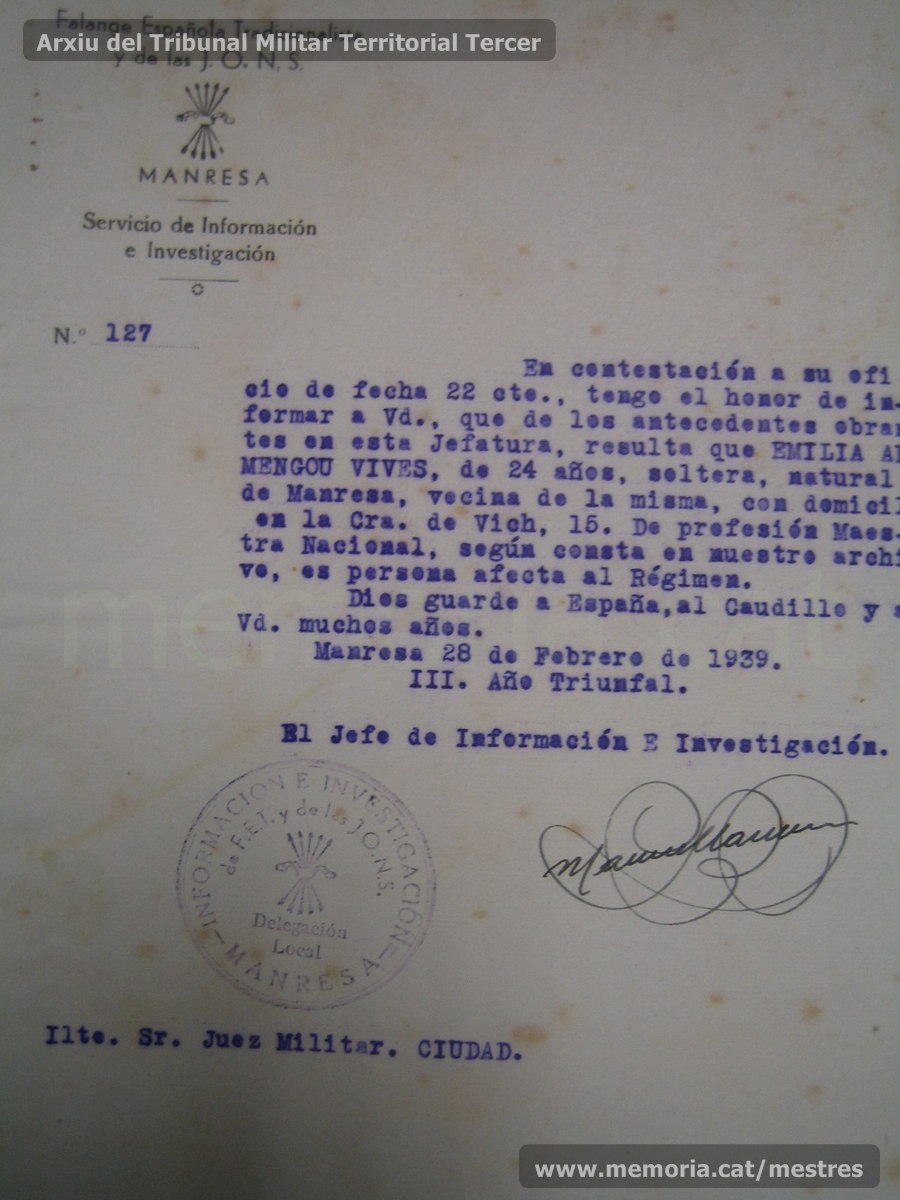 Falange Española Tradicionalista
Arxiu del Tribunal Militar Territorial Tercer
y de las J. O. N. S.
MANRESA
Servicio de Información
e Investigación
N.º 127
En contestación a su ofi
cio de fecha 22 cte., tengo el honor de in-
formar a Vd., que de los antecedentes obran
tes en esta Jefatura, resulta que EMILIA AR
MENGOU VIVES, de 24 años, soltera, natural
de Manresa, vecina de la misma, con domicil
en la Cra. de Vich, 15. De profesión Maes-
tra Nacional, según consta en nuestro archi
vo, es persona afecta al Régimen.
Dios guarde a España, al Caudillo y a
Vd. muchos años.
Manresa 28 de Febrero de 1939.
III. Año Triunfal.
El Jefe de Información E Investigación.
INFORMACION E INVESTIGACIÓN
de F.E.T. y de las J.O.N.S.
Delegación
Local
MANRESA
Ilte. Sr. Juez Militar. CIUDAD.
www.memoria.cat/mestres